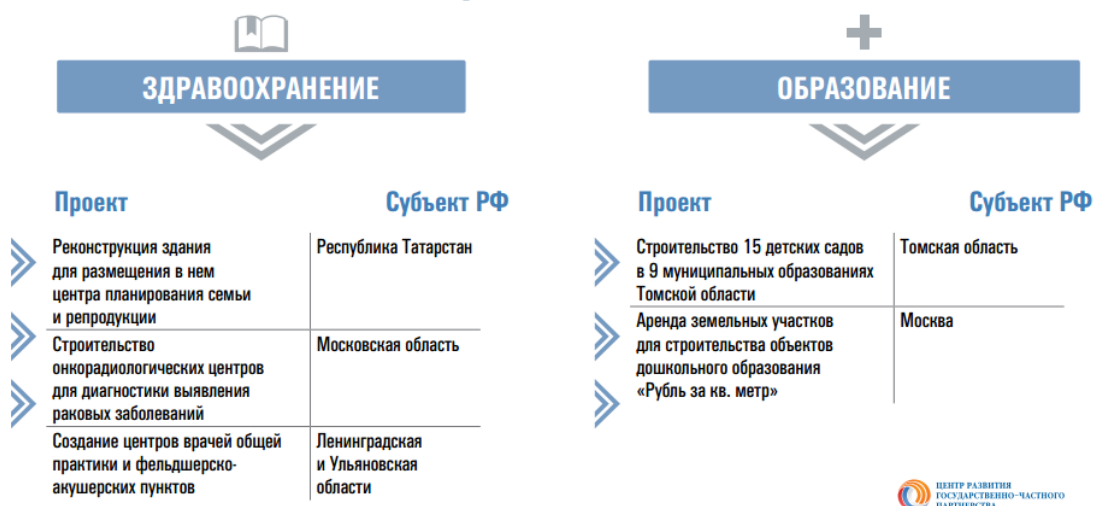 ЗДРАВООХРАНЕНИЕ
Проект
Субъект РФ
Реконструкция здания
для размещения в нем
центра планирования семьи
и репродукции
Республика Татарстан
Строительство
онкорадиологических центров
для диагностики выявления
раковых заболеваний
Московская область
Создание центров врачей общей
практики и фельдшерско-
акушерских пунктов
Ленинградская
и Ульяновская
области
ОБРАЗОВАНИЕ
Проект
Субъект РФ
Строительство 15 детских садов
в 9 муниципальных образованиях
Томской области
Томская область
Аренда земельных участков
для строительства объектов
дошкольного образования
«Рубль за кв. метр»
Москва
ЦЕНТР РАЗВИТИЯ
ГОСУДАРСТВЕННО-ЧАСТНОГО
ПАРТНЕРСТВА